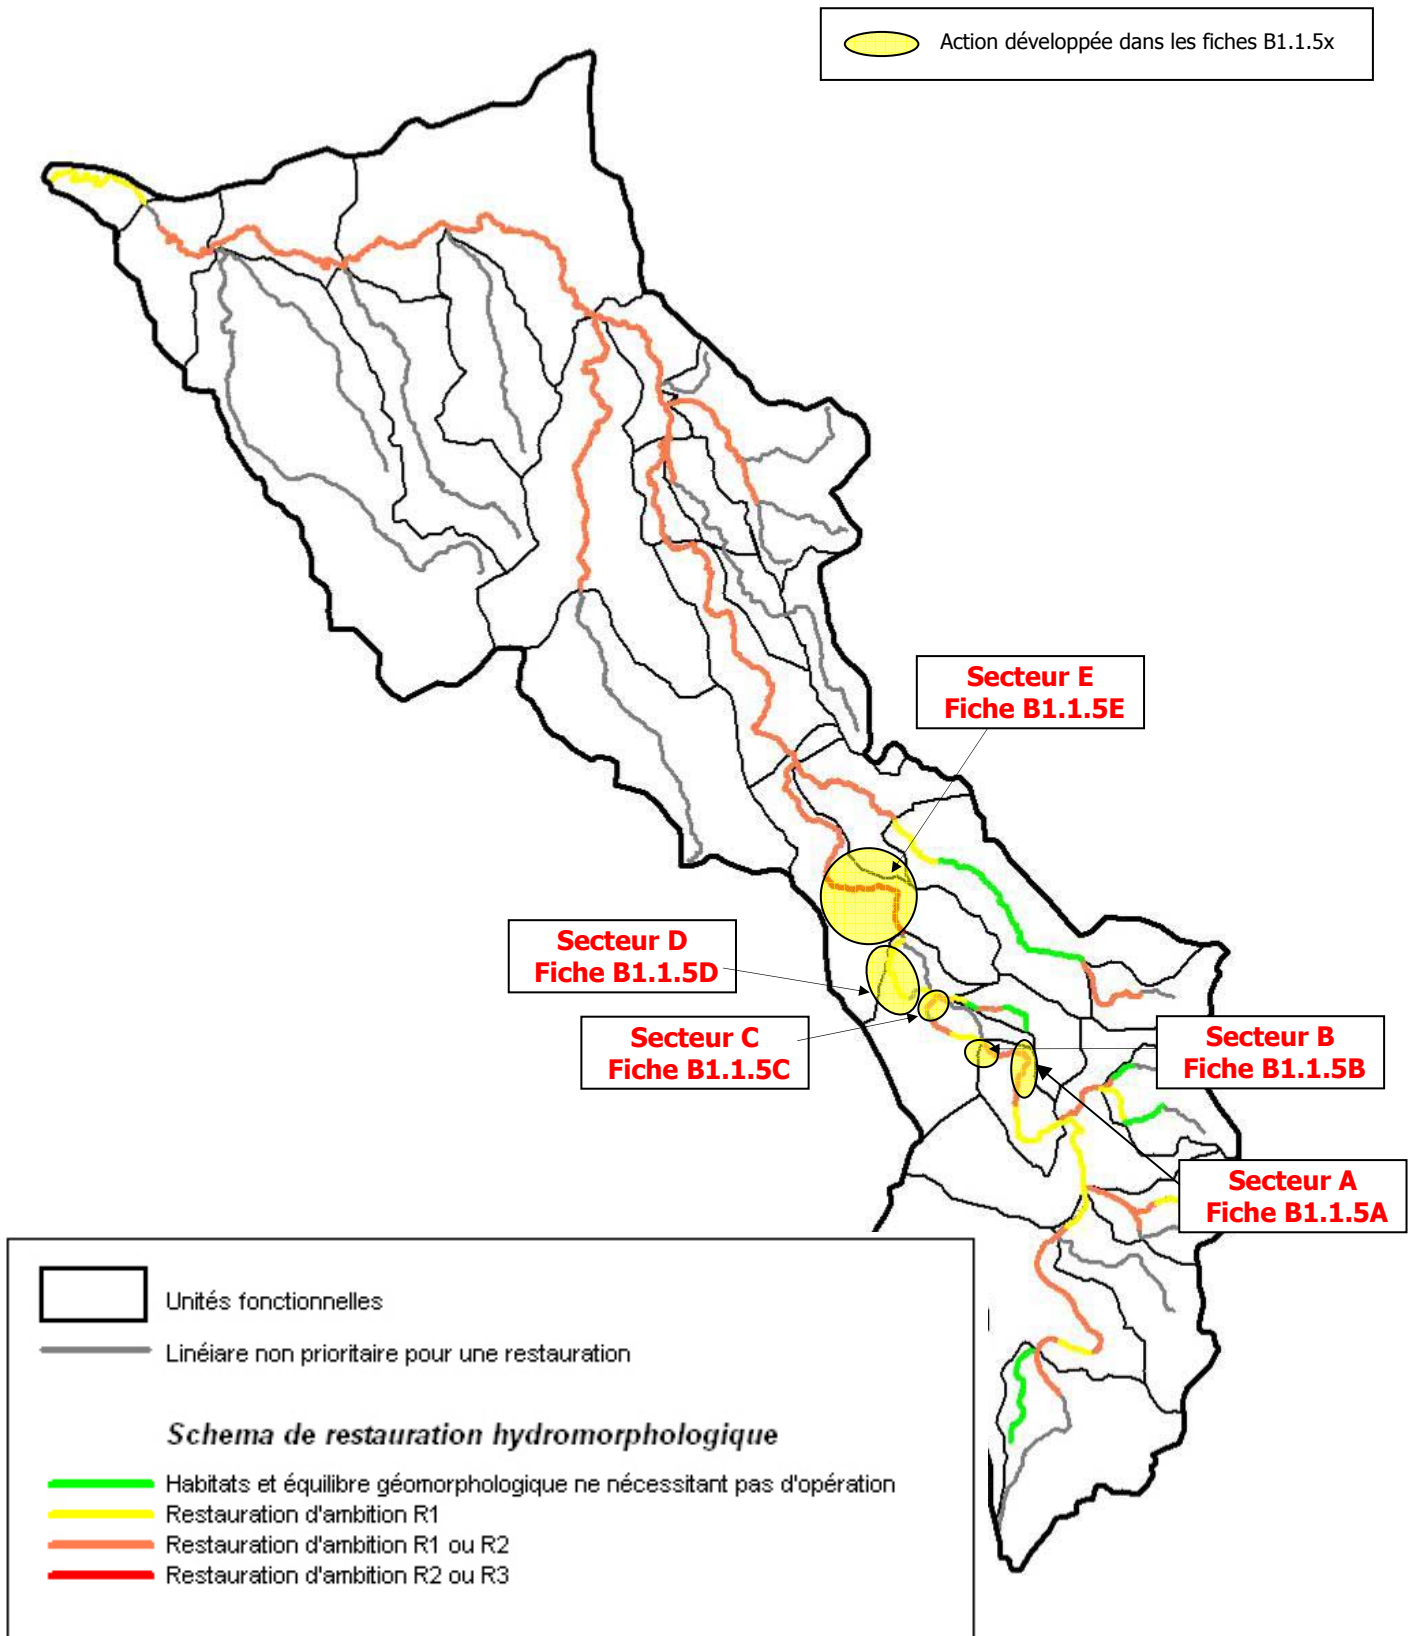 Action développée dans les fiches B1.1.5x
Secteur E
Fiche B1.1.5E
Secteur D
Fiche B1.1.5D
Secteur C
Fiche B1.1.5C
Secteur B
Fiche B1.1.5B
Secteur A
Fiche B1.1.5A
Unités fonctionnelles
Linéiare non prioritaire pour une restauration
Schema de restauration hydromorphologique
Habitats et équilibre géomorphologique ne nécessitant pas d'opération
Restauration d'ambition R1
Restauration d'ambition R1 ou R2
Restauration d'ambition R2 ou R3